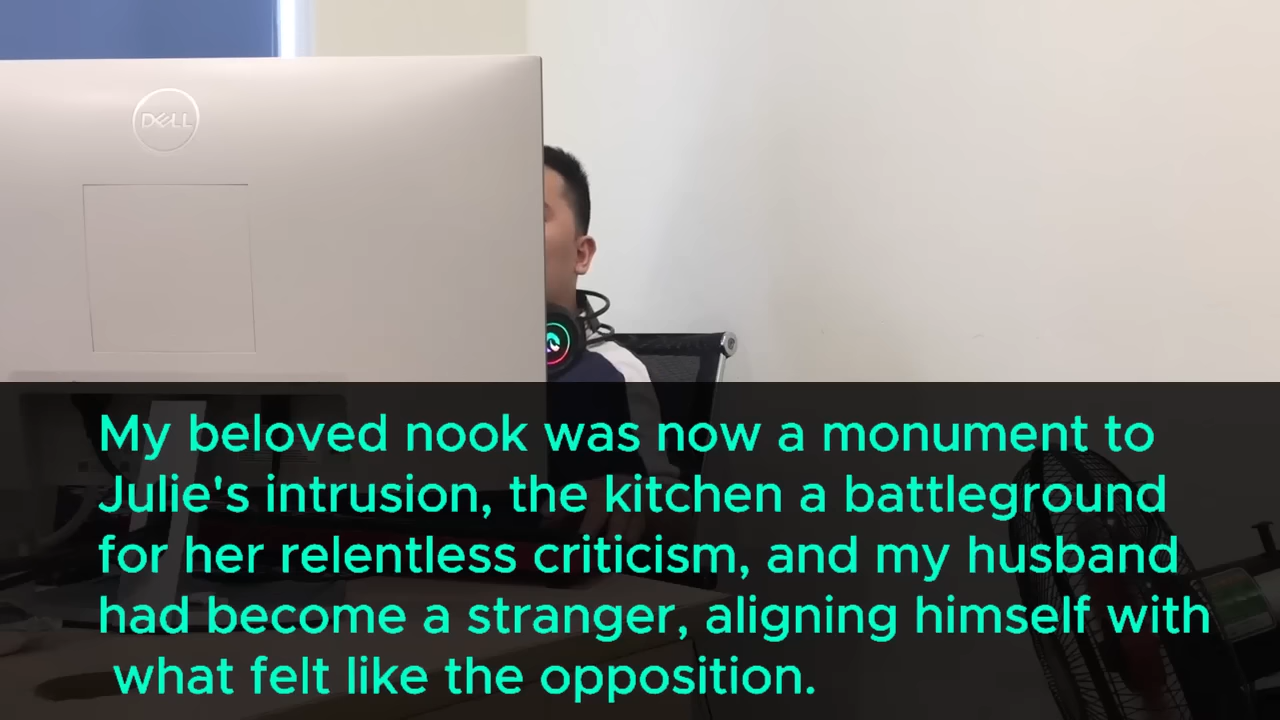 DELL
My beloved nook was now a monument to
Julie's intrusion, the kitchen a battleground
for her relentless criticism, and my husband
had become a stranger, aligning himself with
what felt like the opposition.